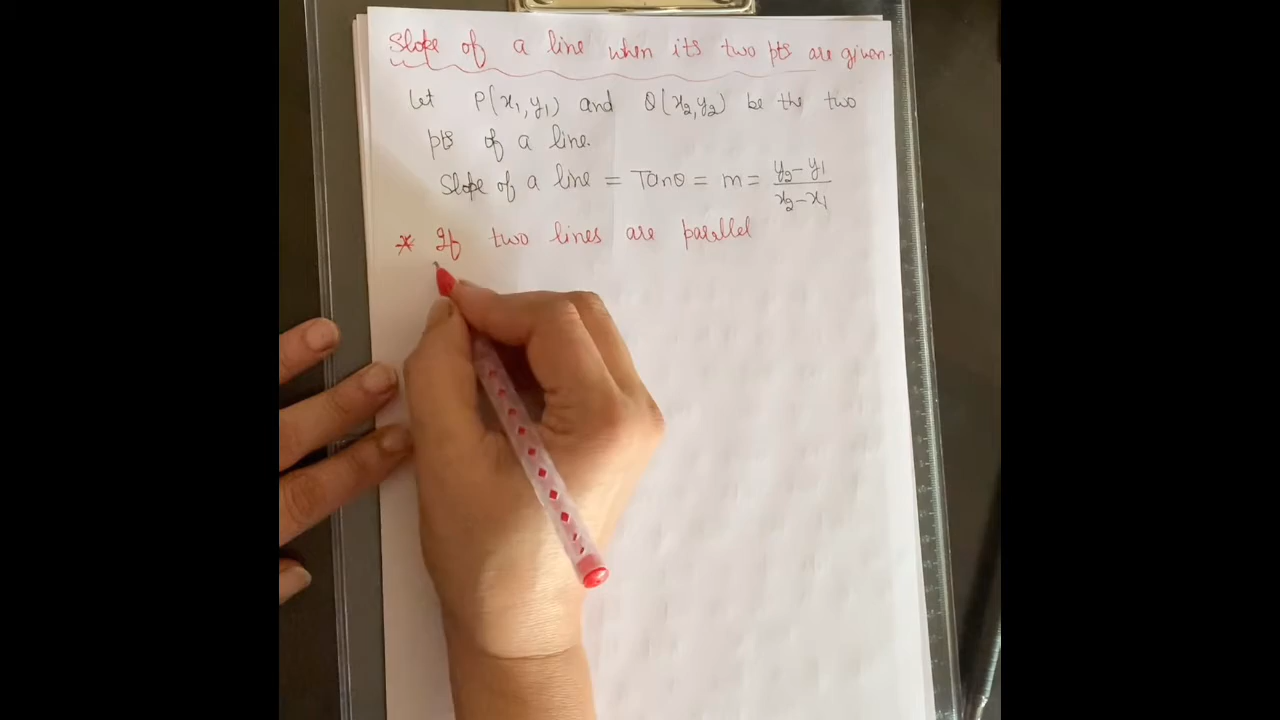 Slope of a line when its two pts are given.
Let P(x₁, y₁) and Q(x₂, y₂) be the two
pts of a line.
Slope of a line = Tanθ = m = (y₂ - y₁)/(x₂ - x₁)
* If two lines are parallel